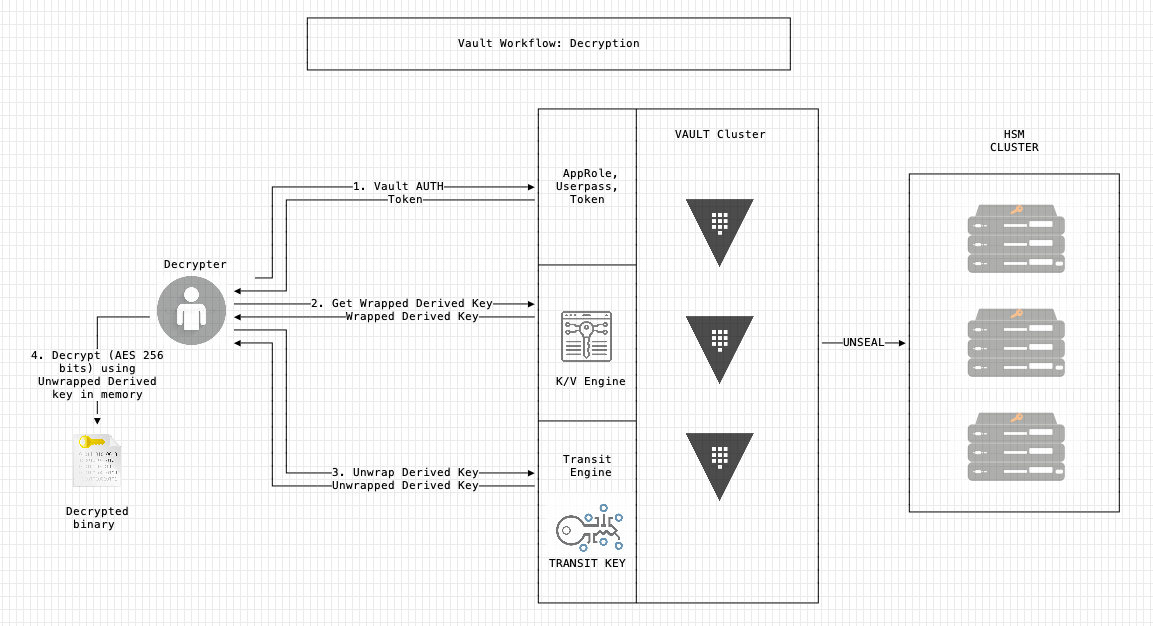 Vault Workflow: Decryption
VAULT Cluster
HSM
CLUSTER
AppRole,
Userpass,
Token
1. Vault AUTH
Token
Decrypter
2. Get Wrapped Derived Key
Wrapped Derived Key
UNSEAL
4. Decrypt (AES 256
bits) using
Unwrapped Derived
key in memory
K/V Engine
Transit
Engine
3. Unwrap Derived Key
Unwrapped Derived Key
Decrypted
binary
TRANSIT KEY